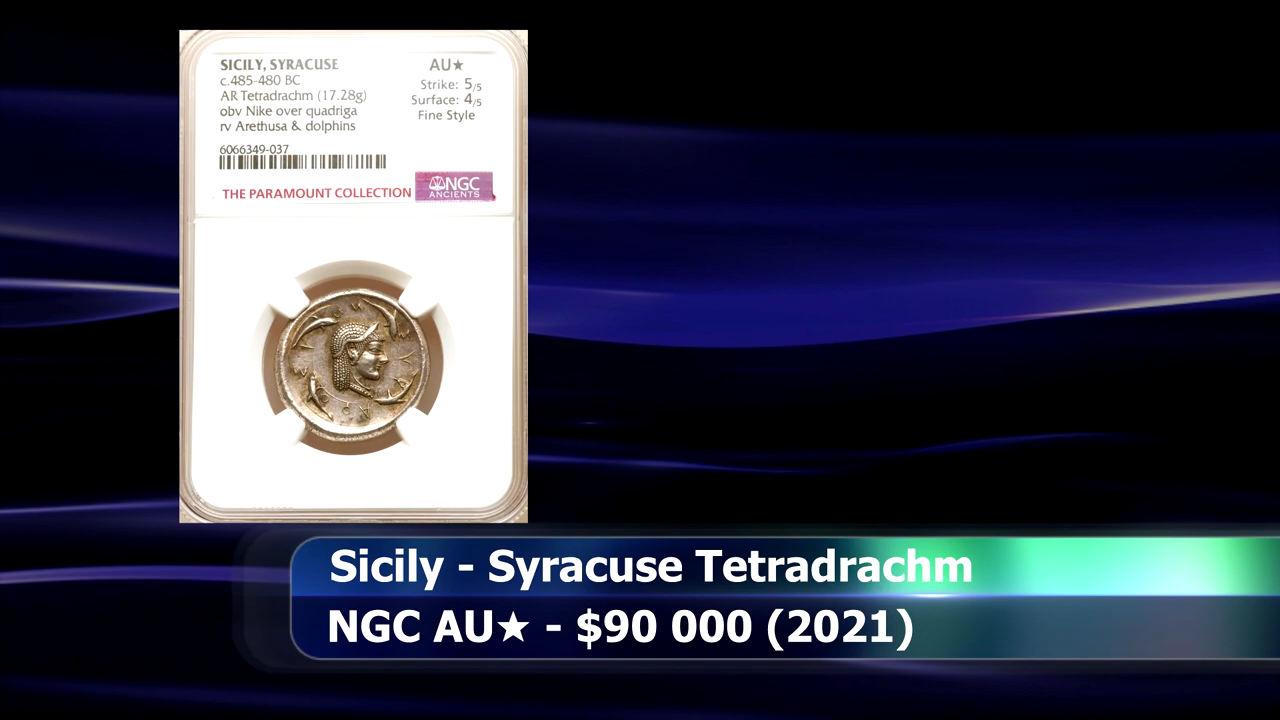 SICILY, SYRACUSE
c.485-480 BC
AR Tetradrachm (17.28g)
obv Nike over quadriga
rv Arethusa & dolphins
6066349-037
AU★
Strike: 5/5
Surface: 4/5
Fine Style
THE PARAMOUNT COLLECTION
NGC
ANCIENTS
Sicily - Syracuse Tetradrachm
NGC AU★ - $90 000 (2021)